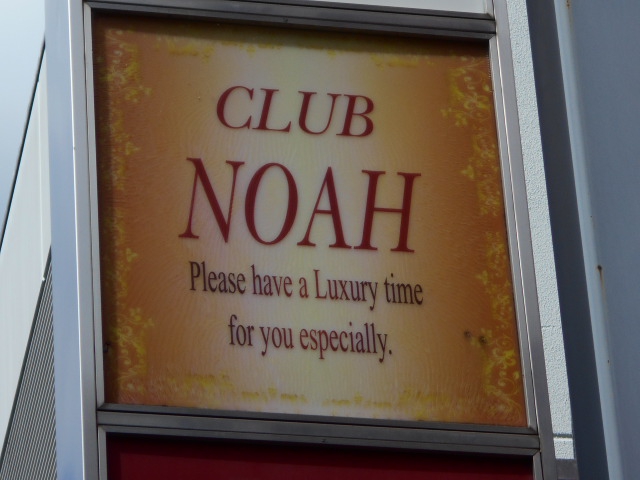 CLUB
NOAH
Please have a Luxury time
for you especially.